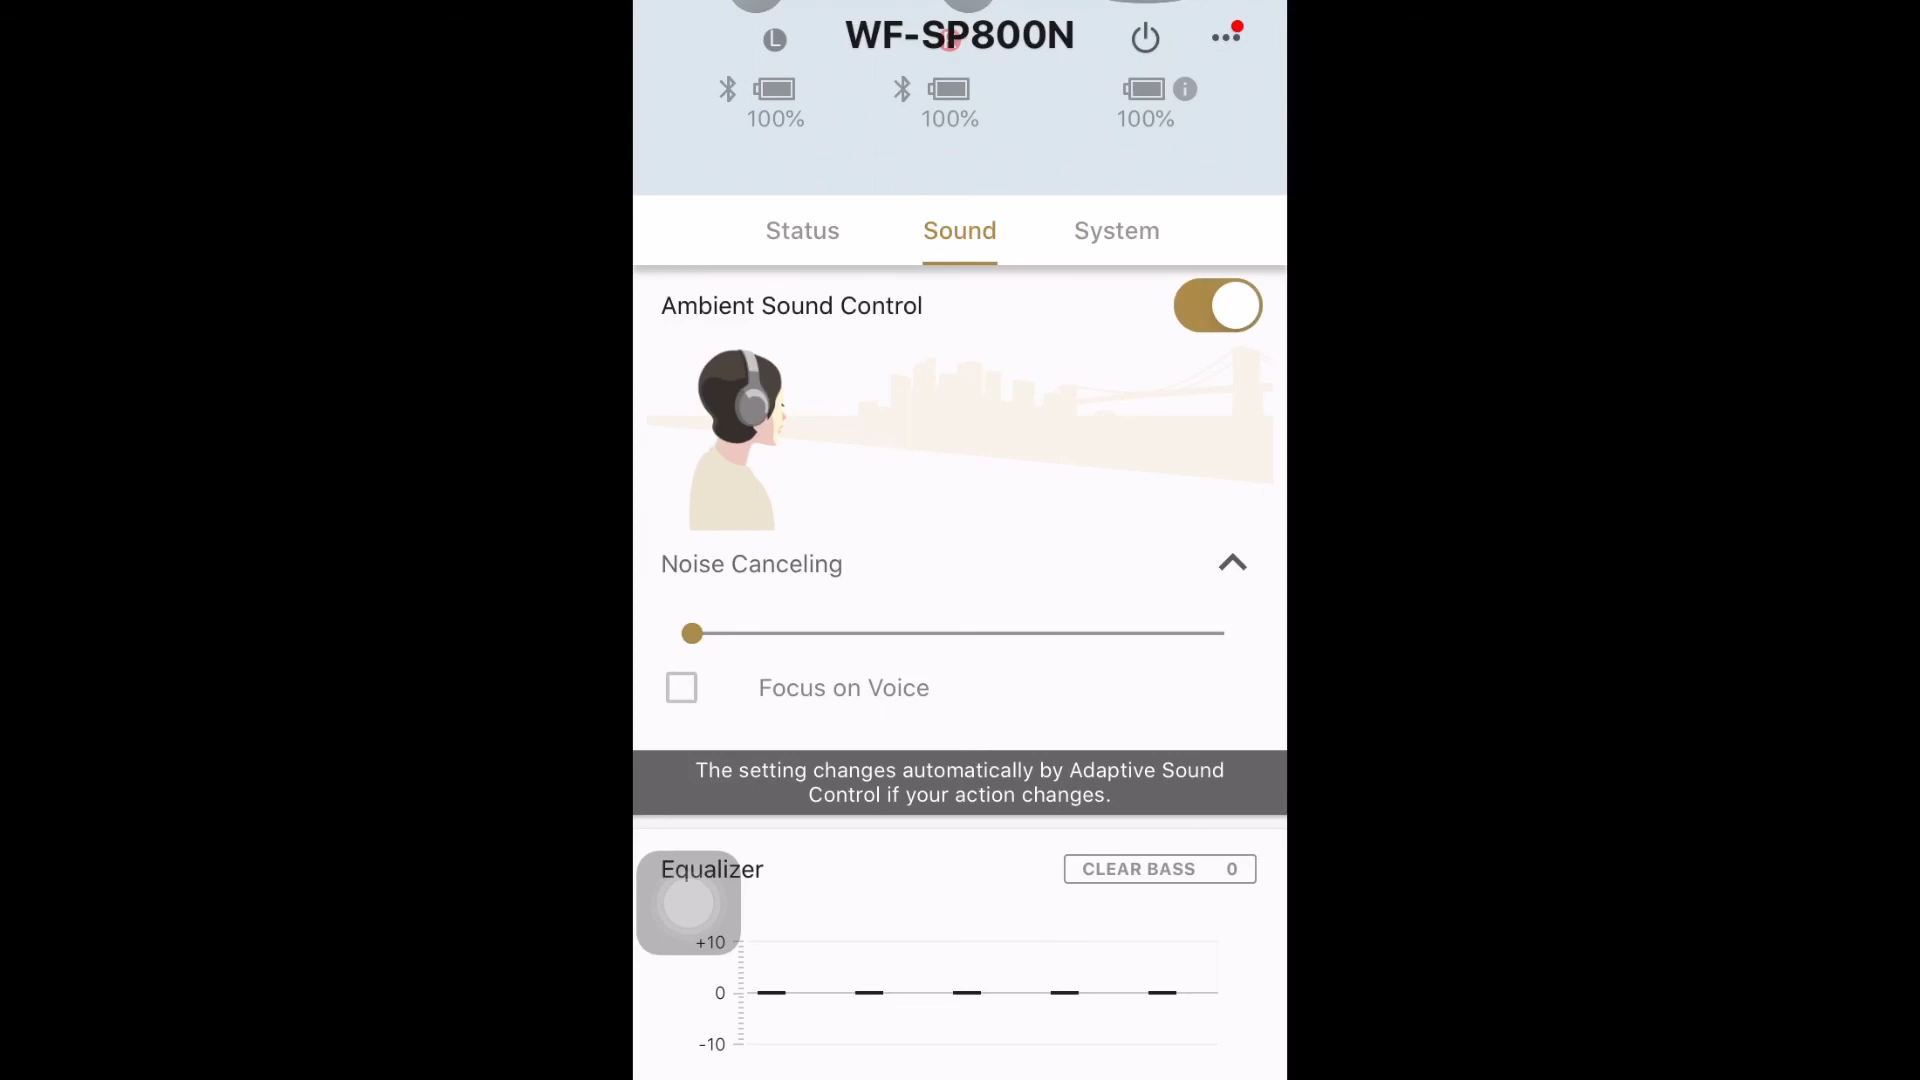 WF-SP800N
L
100%
100%
100%
Status
Sound
System
Ambient Sound Control
Noise Canceling
Focus on Voice
The setting changes automatically by Adaptive Sound
Control if your action changes.
Equalizer
CLEAR BASS 0
+10
0
-10